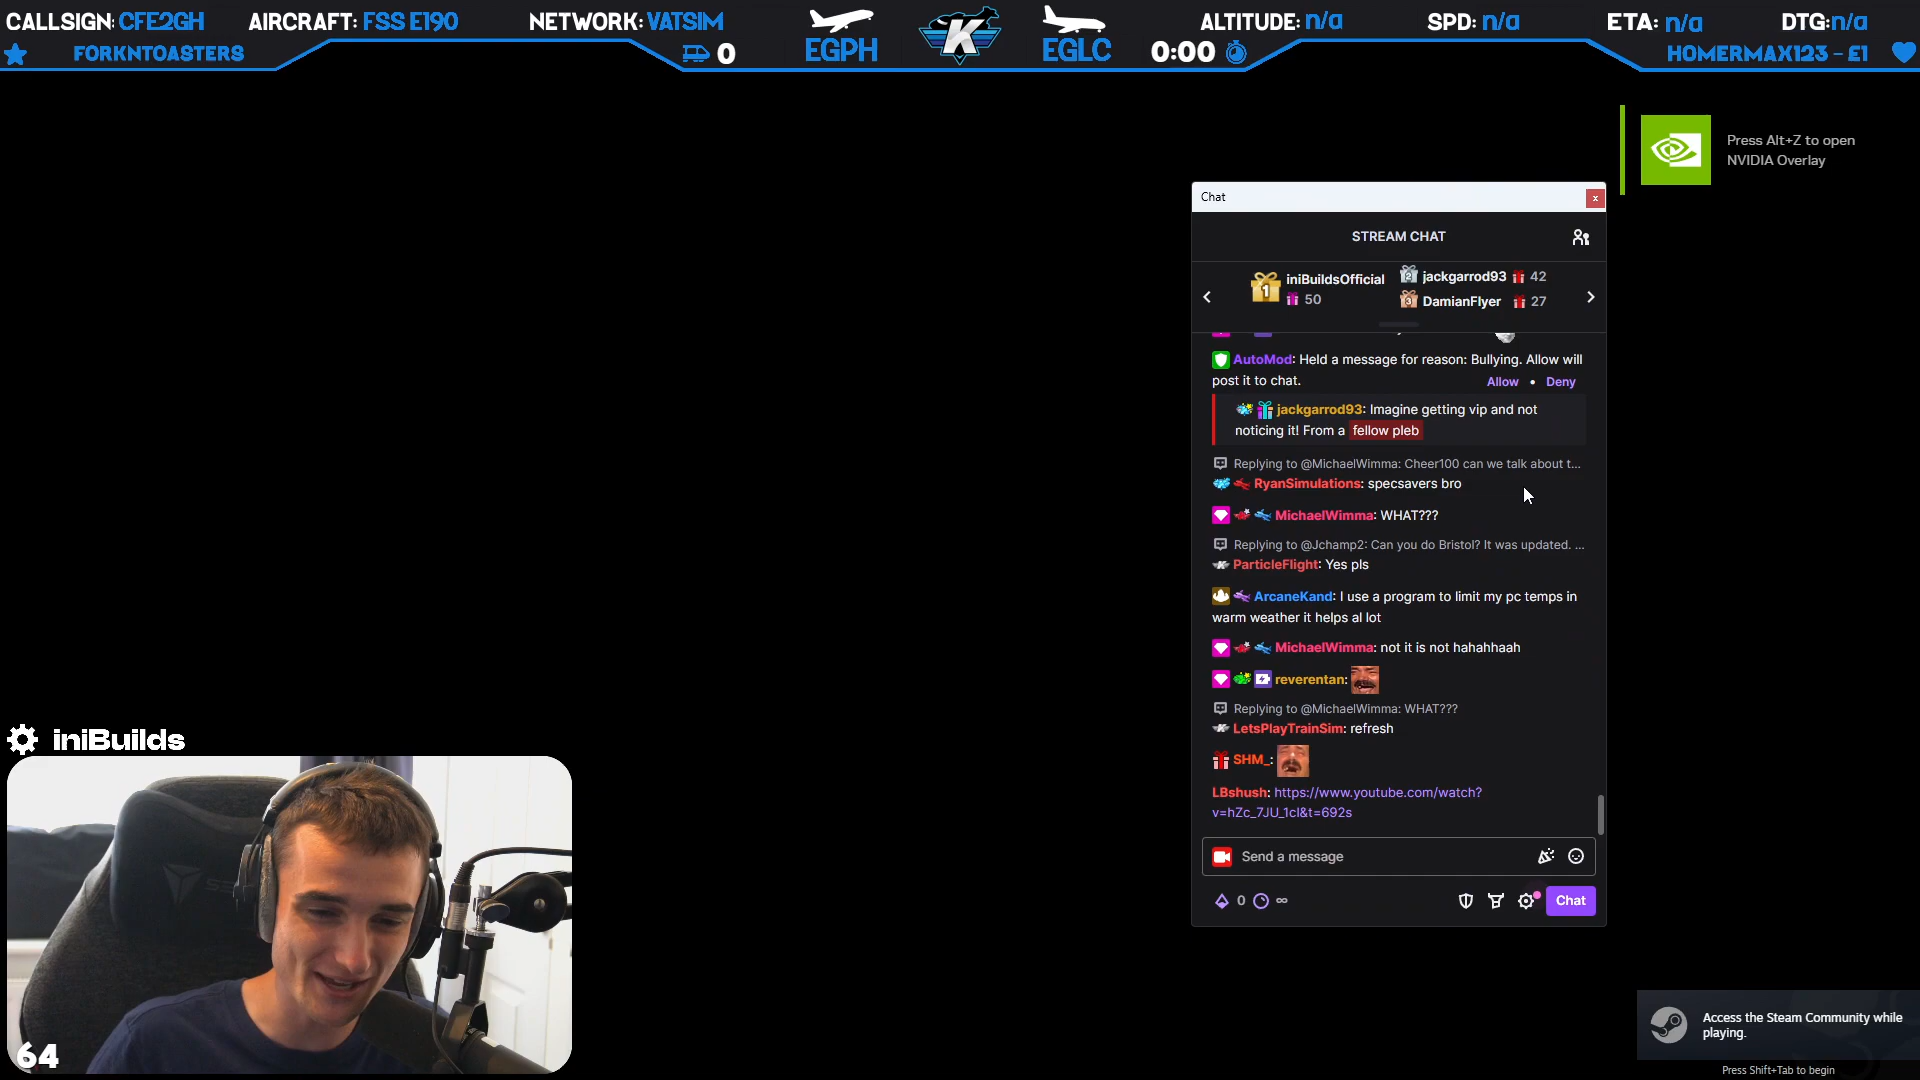 CALLSIGN: CFE2GH AIRCRAFT: FSS E190 NETWORK: VATSIM ALTITUDE: n/a SPD: n/a ETA: n/a DTG:n/a
FORKNTOASTERS 0 EGPH K EGLC 0:00 HOMERMAX123 - £1
Press Alt+Z to open
NVIDIA Overlay
Chat x
STREAM CHAT
1 iniBuildsOfficial 50
2 jackgarrod93 42
3 DamianFlyer 27
AutoMod: Held a message for reason: Bullying. Allow will
post it to chat. Allow • Deny
jackgarrod93: Imagine getting vip and not
noticing it! From a fellow pleb
Replying to @MichaelWimma: Cheer100 can we talk about t...
RyanSimulations: specsavers bro
MichaelWimma: WHAT???
Replying to @Jchamp2: Can you do Bristol? It was updated. ...
ParticleFlight: Yes pls
ArcaneKand: I use a program to limit my pc temps in
warm weather it helps al lot
MichaelWimma: not it is not hahahhaah
reverentan:
Replying to @MichaelWimma: WHAT???
LetsPlayTrainSim: refresh
SHM_:
LBshush: https://www.youtube.com/watch?
v=hZc_7JU_1cI&t=692s
Send a message
0 ∞ Chat
iniBuilds
64
Access the Steam Community while
playing.
Press Shift+Tab to begin